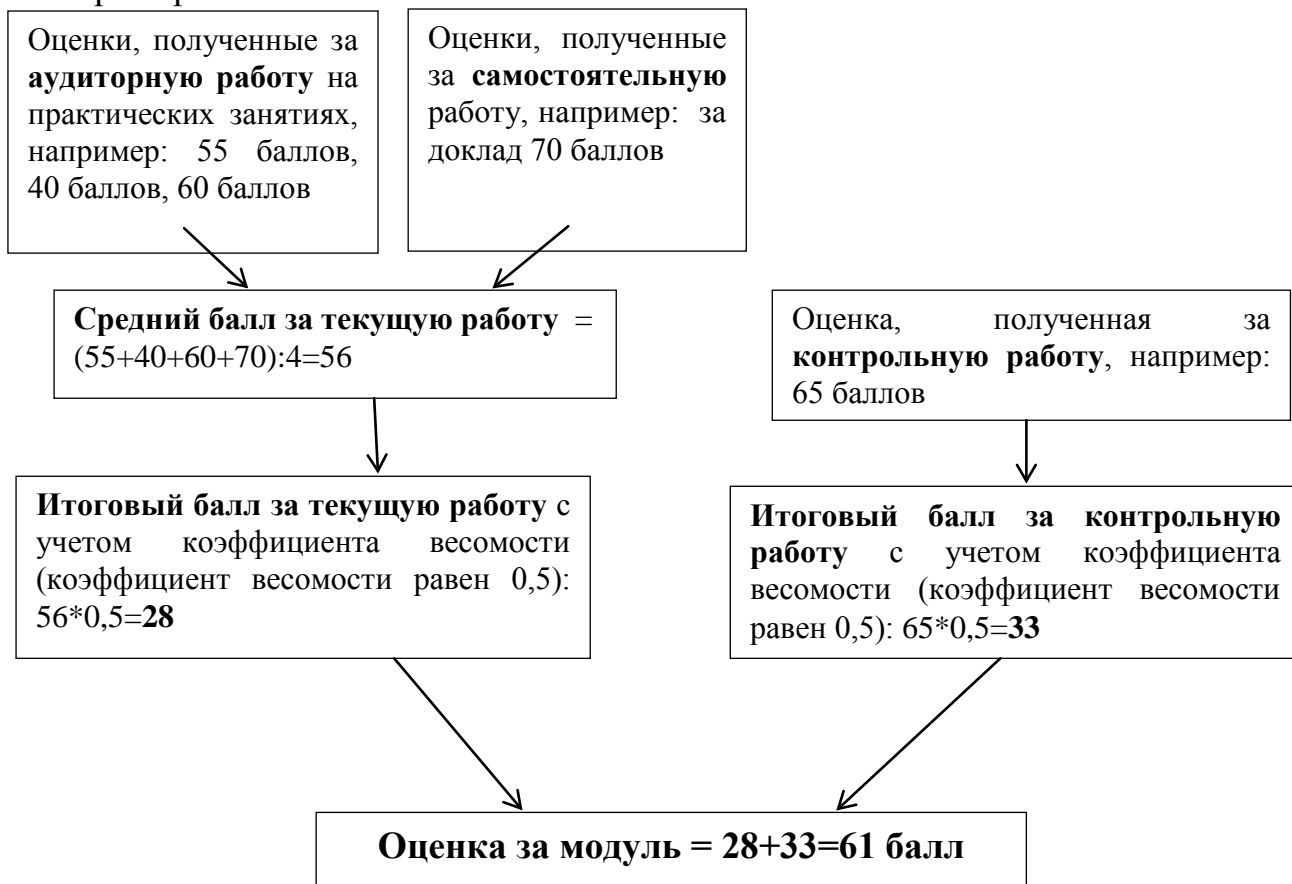 Оценки, полученные за
аудиторную работу на
практических занятиях,
например: 55 баллов,
40 баллов, 60 баллов
Оценки, полученные
за самостоятельную
работу, например: за
доклад 70 баллов
Средний балл за текущую работу =
(55+40+60+70):4=56
Оценка, полученная за
контрольную работу, например:
65 баллов
Итоговый балл за текущую работу с
учетом коэффициента весомости
(коэффициент весомости равен 0,5):
56*0,5=28
Итоговый балл за контрольную
работу с учетом коэффициента
весомости (коэффициент весомости
равен 0,5): 65*0,5=33
Оценка за модуль = 28+33=61 балл